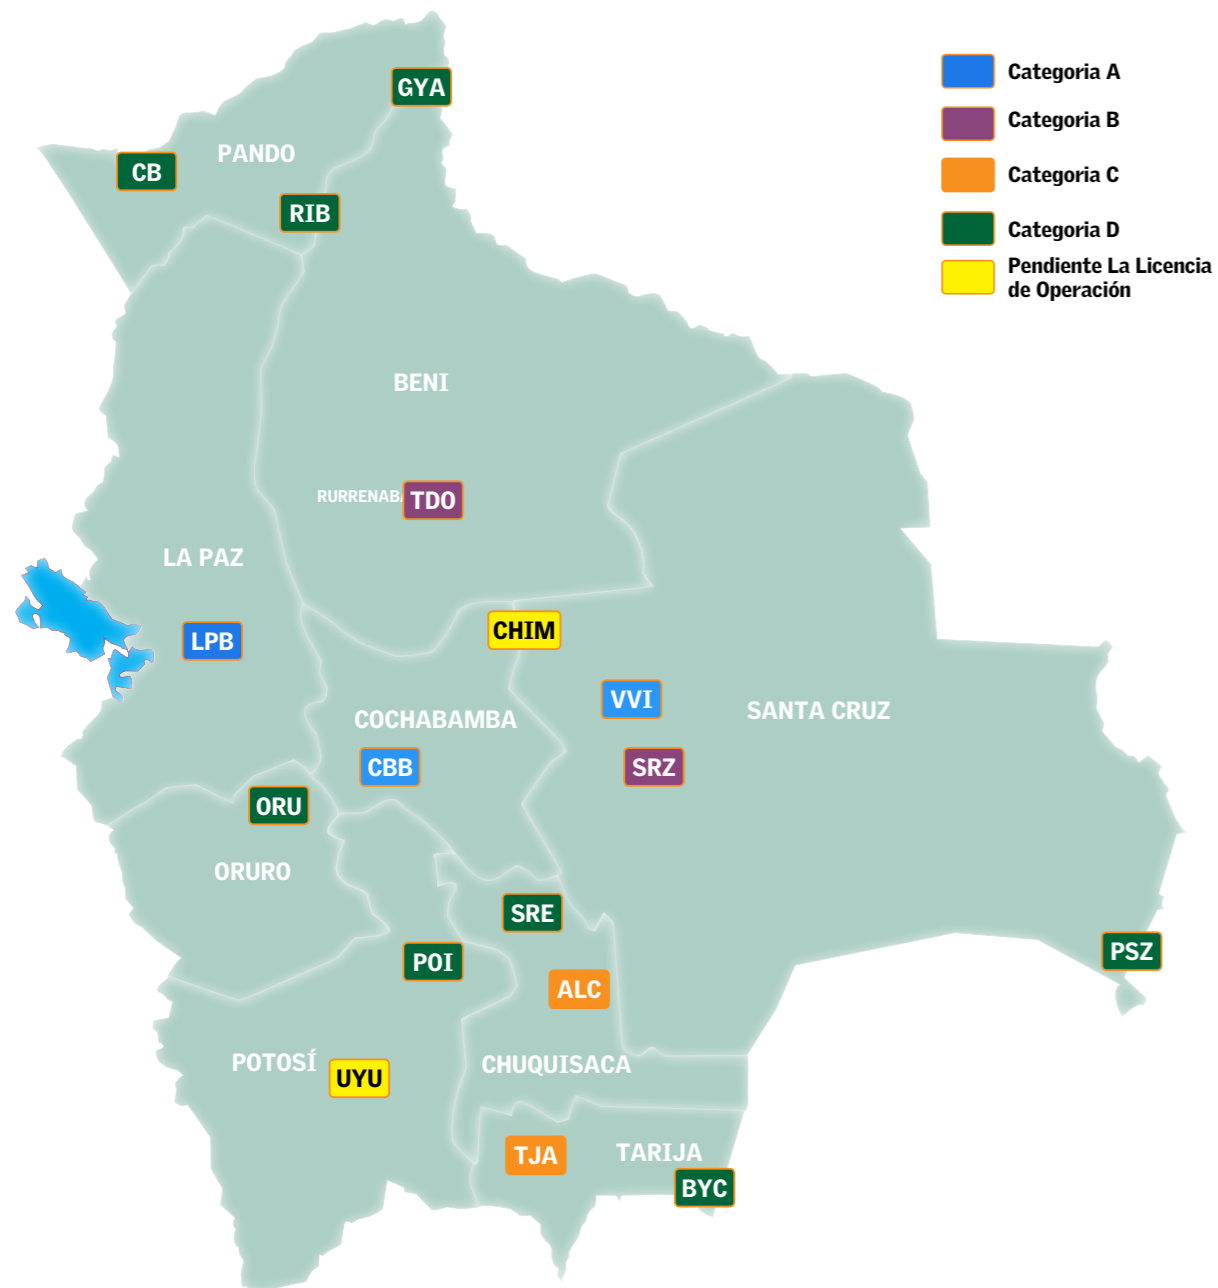 GYA
Categoria A
Categoria B
PANDO
CB
Categoria C
RIB
Categoria D
Pendiente La Licencia
de Operación
BENI
RURRENABA
TDO
LA PAZ
CHIM
LPB
VVI
SANTA CRUZ
COCHABAMBA
CBB
SRZ
ORU
ORURO
SRE
PSZ
POI
ALC
POTOSÍ
CHUQUISACA
UYU
TJA
TARIJA
BYC